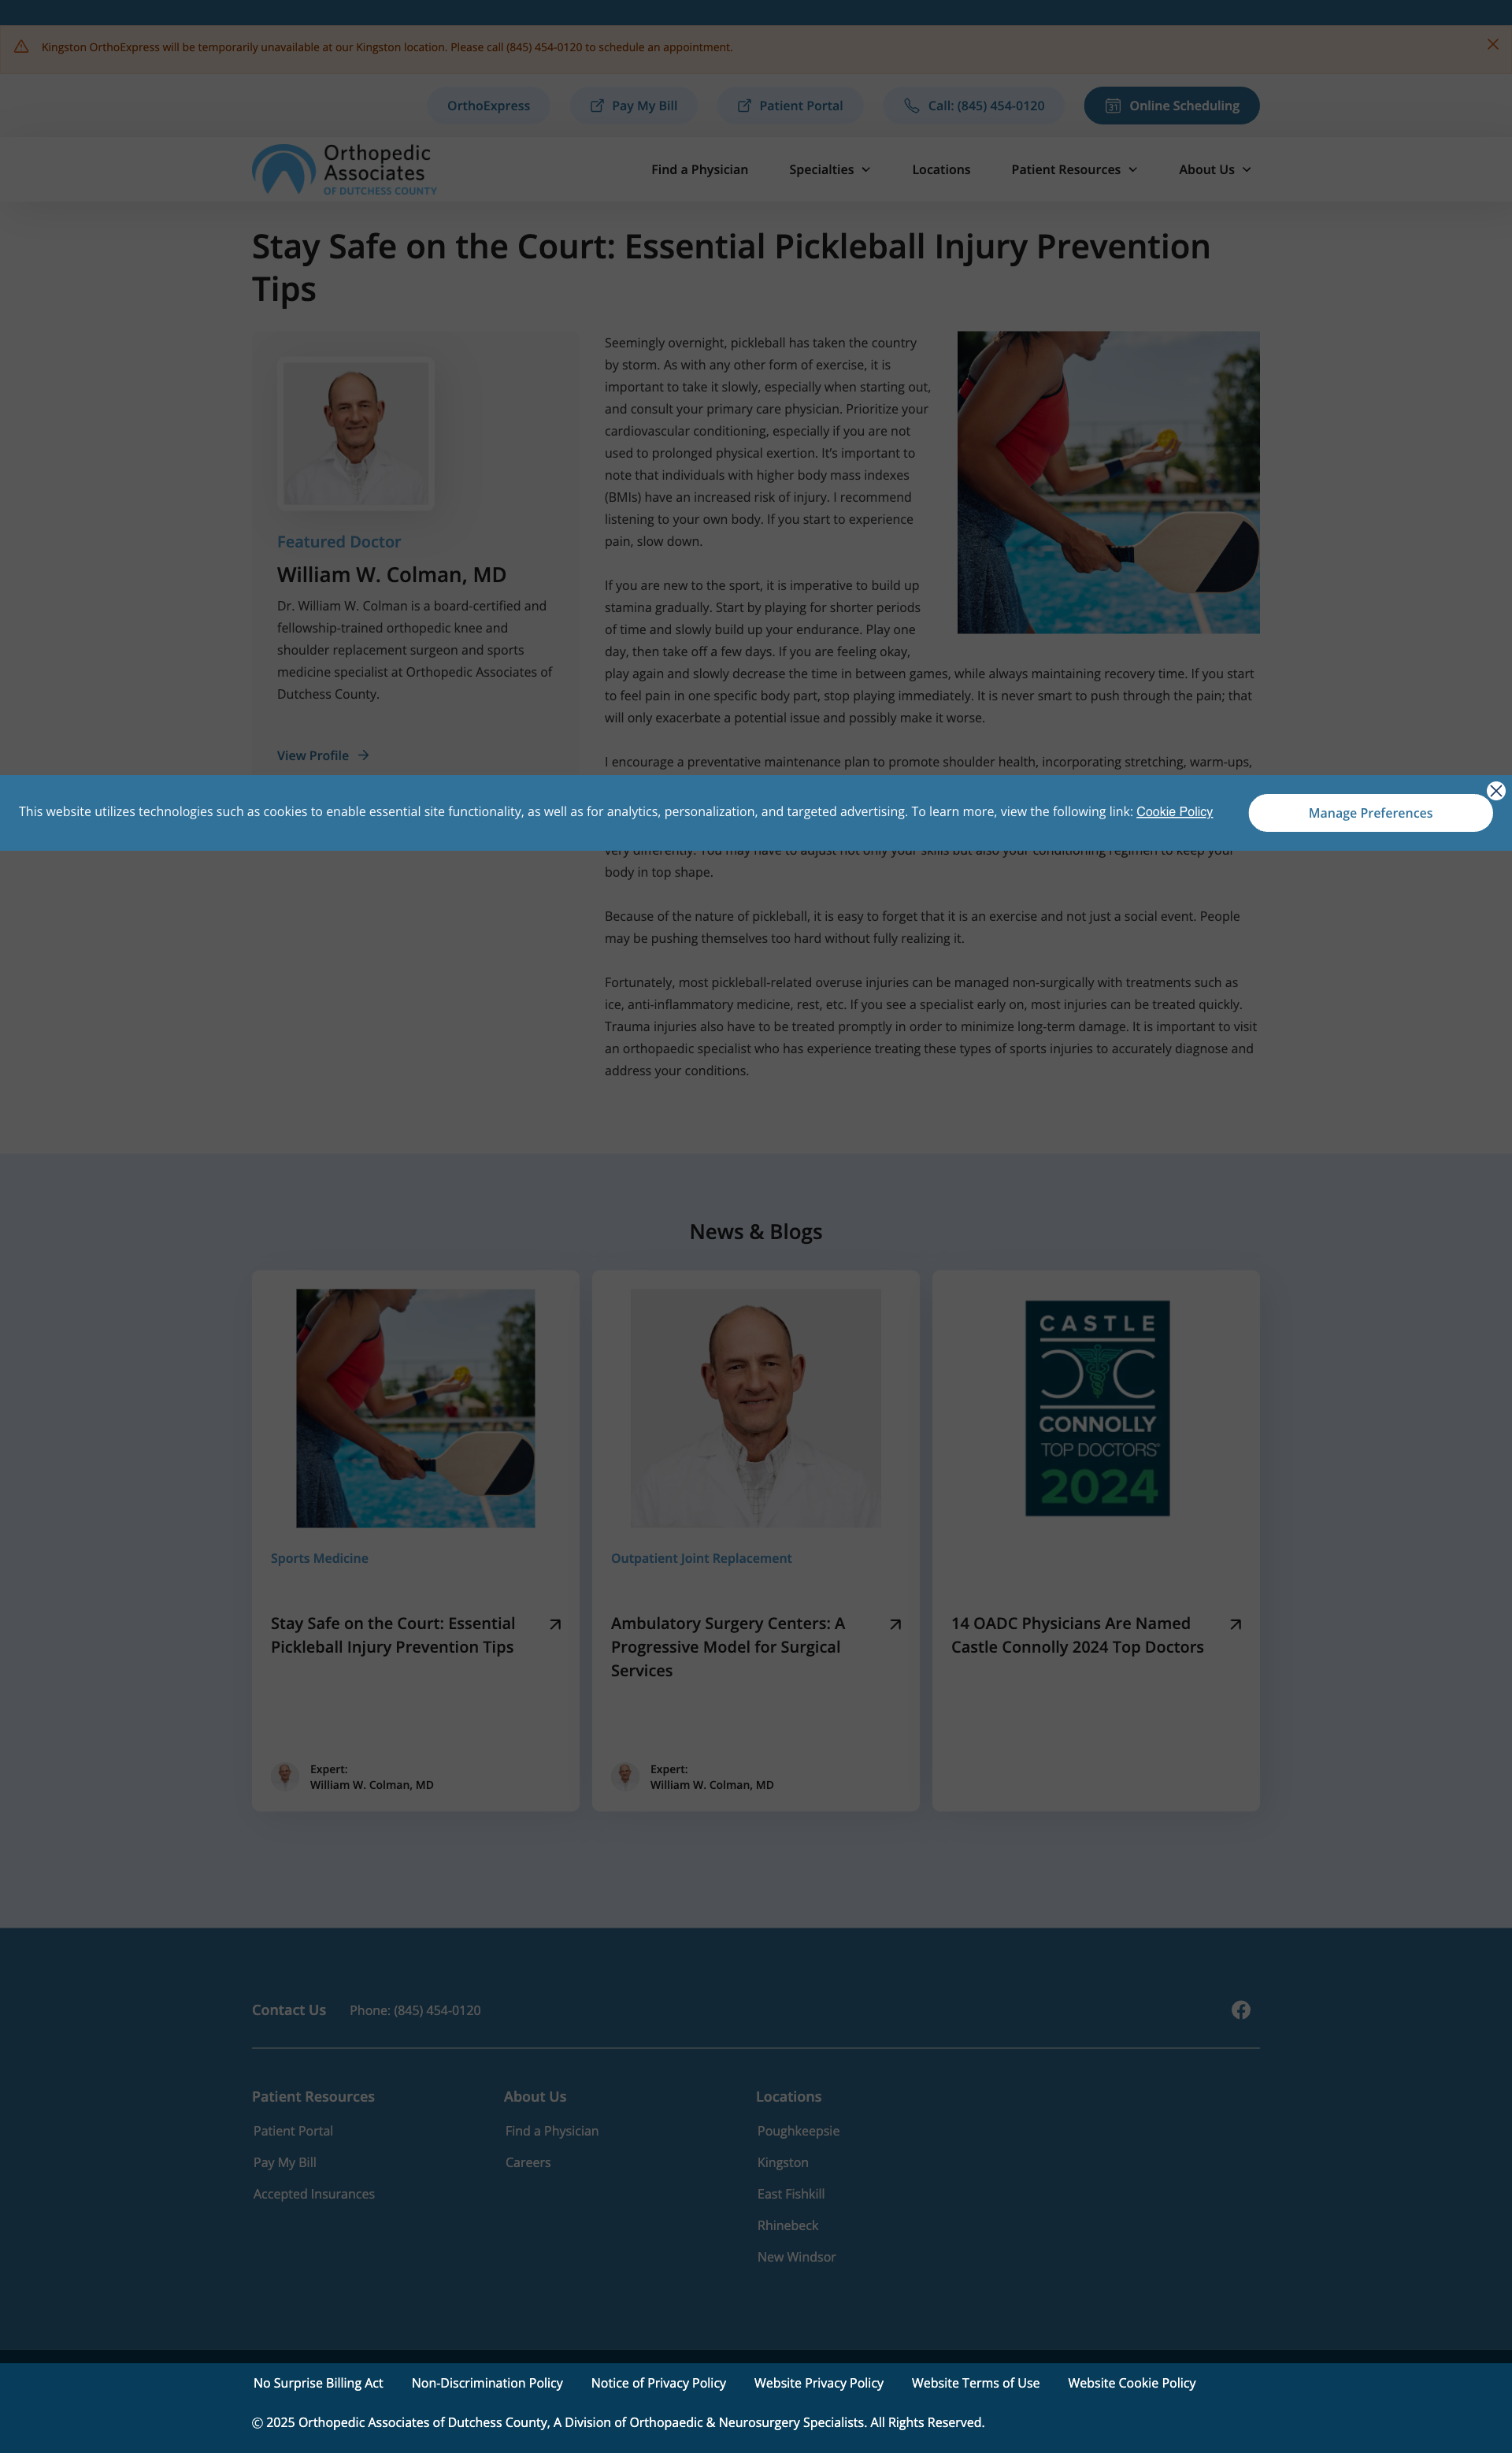 Kingston OrthoExpress will be temporarily unavailable at our Kingston location. Please call (845) 454-0120 to schedule an appointment.
OrthoExpress
Pay My Bill
Patient Portal
Call: (845) 454-0120
31
Online Scheduling
Orthopedic
Associates
OF DUTCHESS COUNTY
Find a Physician
Specialties
Locations
Patient Resources
About Us
Stay Safe on the Court: Essential Pickleball Injury Prevention
Tips
Featured Doctor
William W. Colman, MD
Dr. William W. Colman is a board-certified and
fellowship-trained orthopedic knee and
shoulder replacement surgeon and sports
medicine specialist at Orthopedic Associates of
Dutchess County.
View Profile
Seemingly overnight, pickleball has taken the country
by storm. As with any other form of exercise, it is
important to take it slowly, especially when starting out,
and consult your primary care physician. Prioritize your
cardiovascular conditioning, especially if you are not
used to prolonged physical exertion. It's important to
note that individuals with higher body mass indexes
(BMIs) have an increased risk of injury. I recommend
listening to your own body. If you start to experience
pain, slow down.
If you are new to the sport, it is imperative to build up
stamina gradually. Start by playing for shorter periods
of time and slowly build up your endurance. Play one
day, then take off a few days. If you are feeling okay,
play again and slowly decrease the time in between games, while always maintaining recovery time. If you start
to feel pain in one specific body part, stop playing immediately. It is never smart to push through the pain; that
will only exacerbate a potential issue and possibly make it worse.
I encourage a preventative maintenance plan to promote shoulder health, incorporating stretching, warm-ups,
This website utilizes technologies such as cookies to enable essential site functionality, as well as for analytics, personalization, and targeted advertising. To learn more, view the following link: Cookie Policy
Manage Preferences
very differently. You may have to adjust not only your skills but also your conditioning regimen to keep your
body in top shape.
Because of the nature of pickleball, it is easy to forget that it is an exercise and not just a social event. People
may be pushing themselves too hard without fully realizing it.
Fortunately, most pickleball-related overuse injuries can be managed non-surgically with treatments such as
ice, anti-inflammatory medicine, rest, etc. If you see a specialist early on, most injuries can be treated quickly.
Trauma injuries also have to be treated promptly in order to minimize long-term damage. It is important to visit
an orthopaedic specialist who has experience treating these types of sports injuries to accurately diagnose and
address your conditions.
News & Blogs
Sports Medicine
Stay Safe on the Court: Essential
Pickleball Injury Prevention Tips
Expert:
William W. Colman, MD
Outpatient Joint Replacement
Ambulatory Surgery Centers: A
Progressive Model for Surgical
Services
Expert:
William W. Colman, MD
CASTLE
CONNOLLY
TOP DOCTORS®
2024
14 OADC Physicians Are Named
Castle Connolly 2024 Top Doctors
Contact Us
Phone: (845) 454-0120
Patient Resources
Patient Portal
Pay My Bill
Accepted Insurances
About Us
Find a Physician
Careers
Locations
Poughkeepsie
Kingston
East Fishkill
Rhinebeck
New Windsor
No Surprise Billing Act
Non-Discrimination Policy
Notice of Privacy Policy
Website Privacy Policy
Website Terms of Use
Website Cookie Policy
© 2025 Orthopedic Associates of Dutchess County, A Division of Orthopaedic & Neurosurgery Specialists. All Rights Reserved.